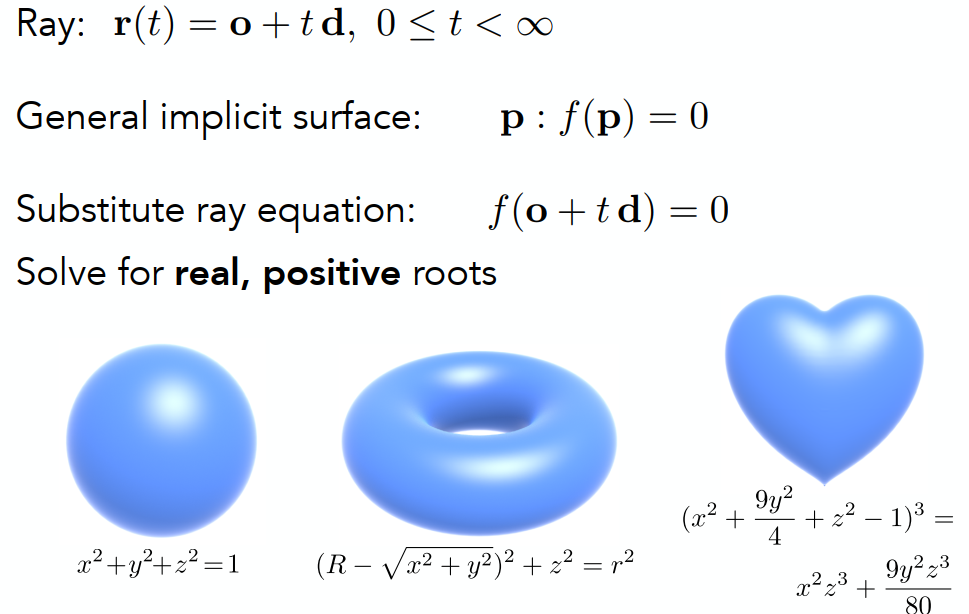 Ray: r(t) = o + t d, 0 ≤ t < ∞
General implicit surface: p : f(p) = 0
Substitute ray equation: f(o + t d) = 0
Solve for real, positive roots
x² + y² + z² = 1
(R − √(x² + y²))² + z² = r²
(x² + 9y²/4 + z² − 1)³ =
x²z³ + 9y²z³/80